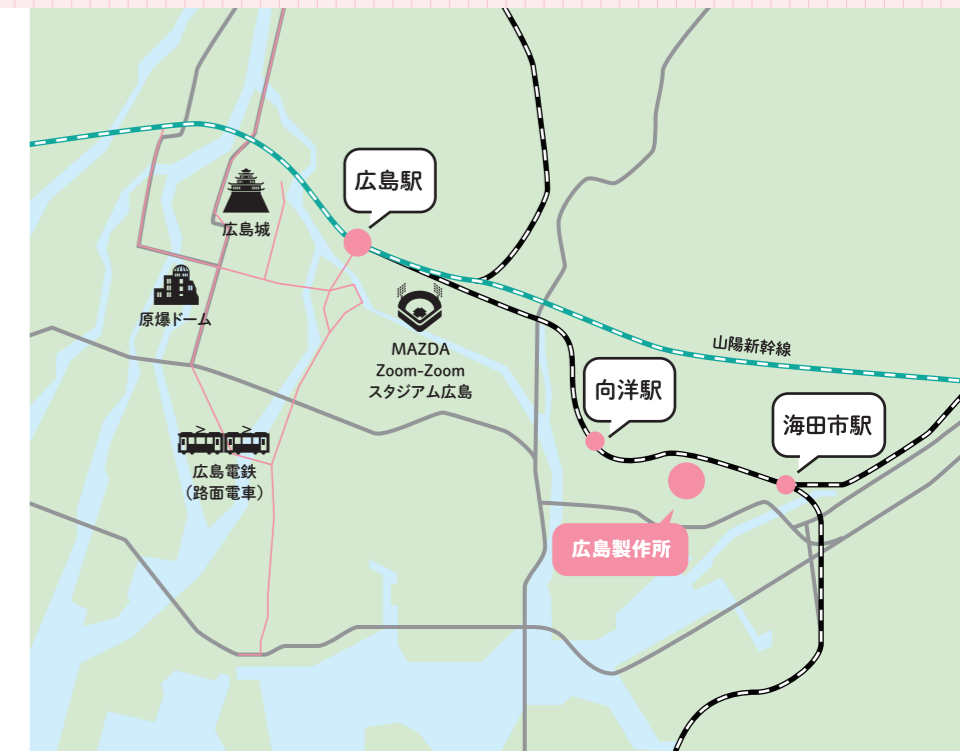 広島駅
広島城
原爆ドーム
MAZDA
Zoom-Zoom
スタジアム広島
山陽新幹線
向洋駅
海田市駅
広島電鉄
（路面電車）
広島製作所